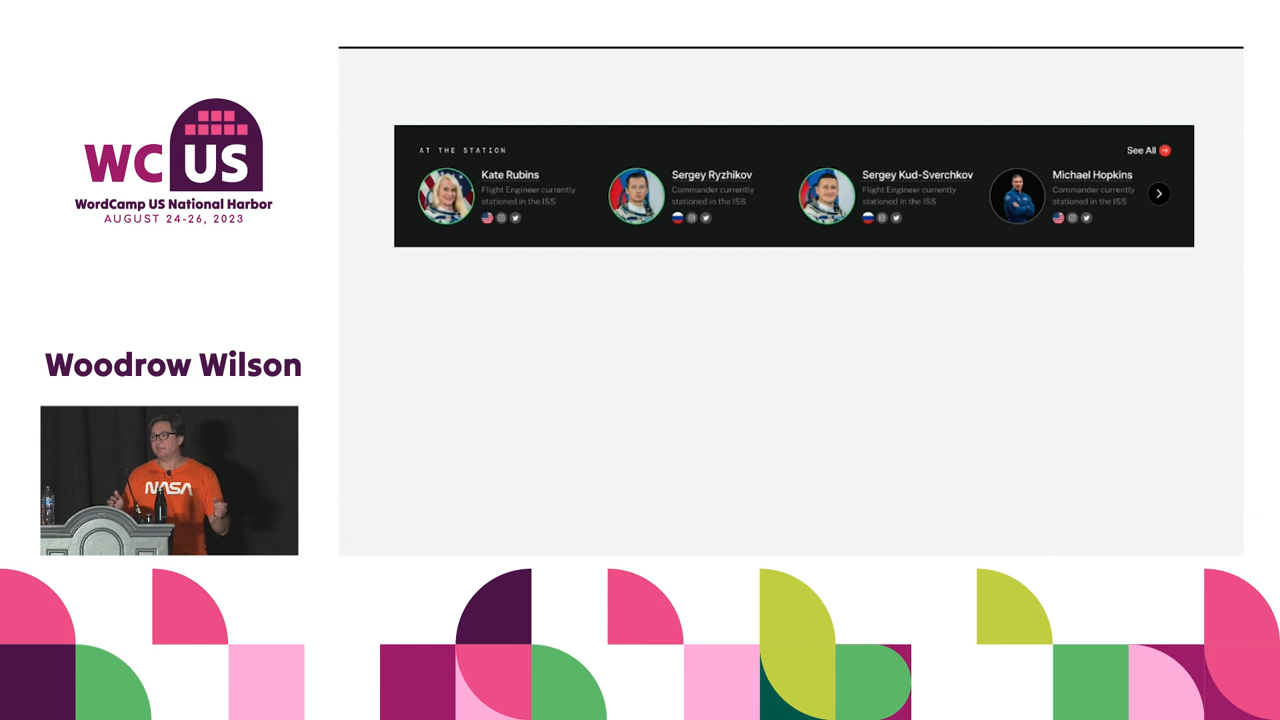 WC US
WordCamp US National Harbor
AUGUST 24-26, 2023
Woodrow Wilson
NASA
AT THE STATION
See All
Kate Rubins
Flight Engineer currently
stationed in the ISS
Sergey Ryzhikov
Commander currently
stationed in the ISS
Sergey Kud-Sverchkov
Flight Engineer currently
stationed in the ISS
Michael Hopkins
Commander currently
stationed in the ISS